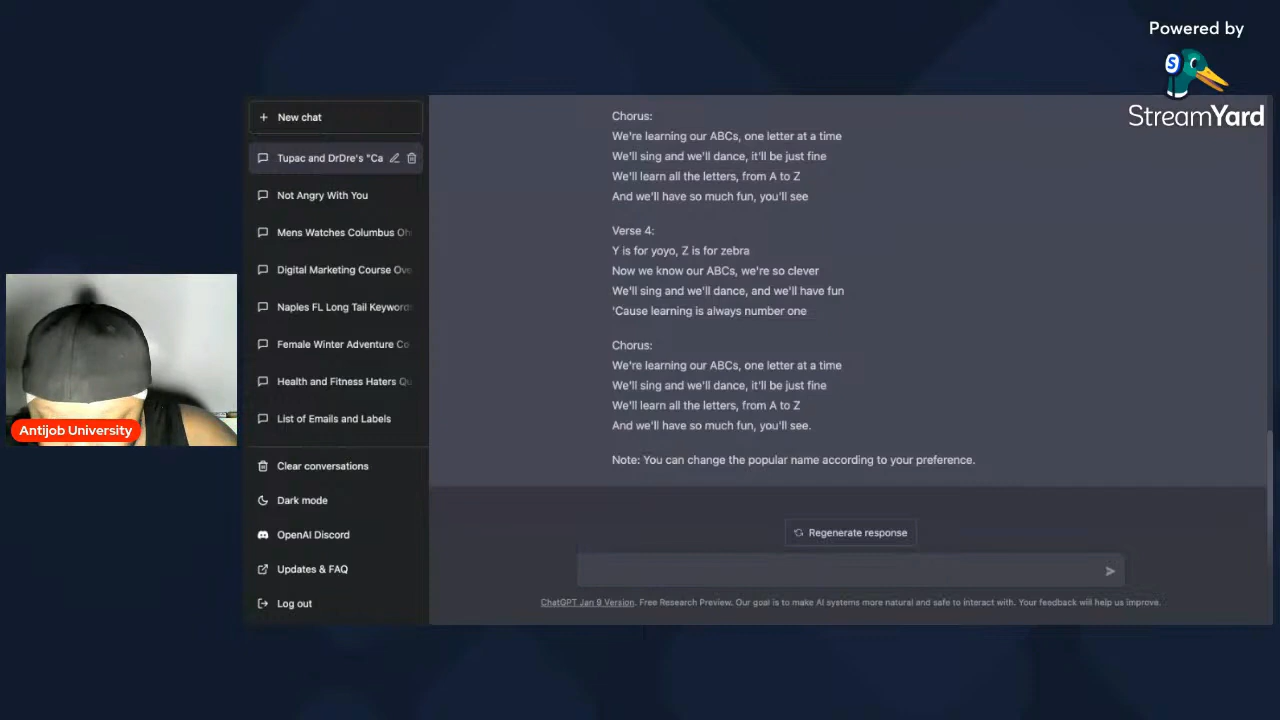 Powered by
S
StreamYard
New chat
Tupac and DrDre's "Ca
Not Angry With You
Mens Watches Columbus Oh
Digital Marketing Course Ove
Naples FL Long Tail Keywords
Female Winter Adventure Co
Health and Fitness Haters Qu
List of Emails and Labels
Clear conversations
Dark mode
OpenAI Discord
Updates & FAQ
Log out
Chorus:
We're learning our ABCs, one letter at a time
We'll sing and we'll dance, it'll be just fine
We'll learn all the letters, from A to Z
And we'll have so much fun, you'll see
Verse 4:
Y is for yoyo, Z is for zebra
Now we know our ABCs, we're so clever
We'll sing and we'll dance, and we'll have fun
'Cause learning is always number one
Chorus:
We're learning our ABCs, one letter at a time
We'll sing and we'll dance, it'll be just fine
We'll learn all the letters, from A to Z
And we'll have so much fun, you'll see.
Note: You can change the popular name according to your preference.
Regenerate response
ChatGPT Jan 9 Version. Free Research Preview. Our goal is to make AI systems more natural and safe to interact with. Your feedback will help us improve.
Antijob University